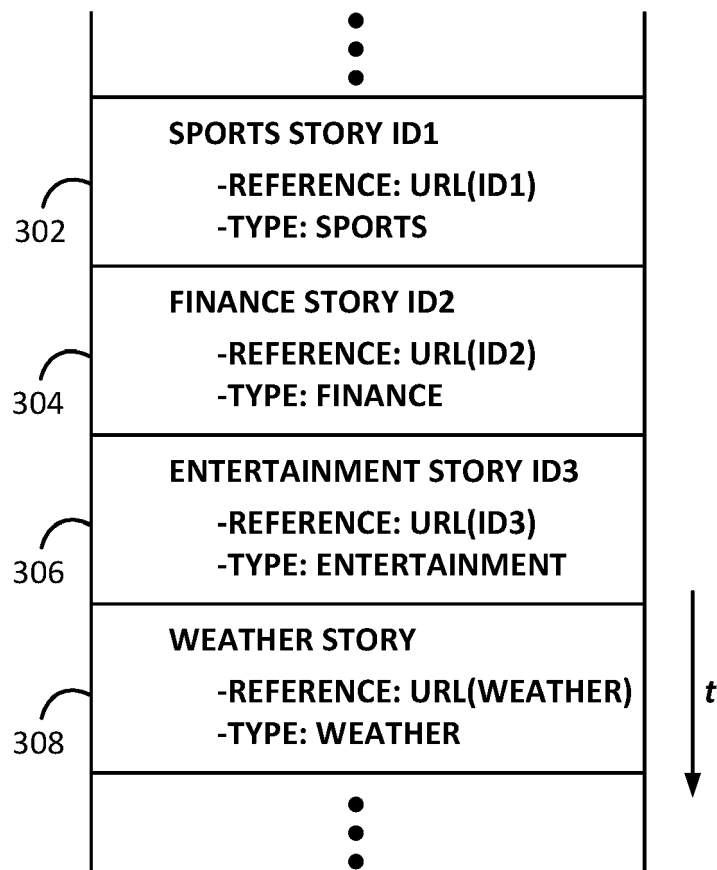 SPORTS STORY ID1
-REFERENCE: URL(ID1)
-TYPE: SPORTS
302
FINANCE STORY ID2
-REFERENCE: URL(ID2)
-TYPE: FINANCE
304
ENTERTAINMENT STORY ID3
-REFERENCE: URL(ID3)
-TYPE: ENTERTAINMENT
306
WEATHER STORY
-REFERENCE: URL(WEATHER)
-TYPE: WEATHER
308
t